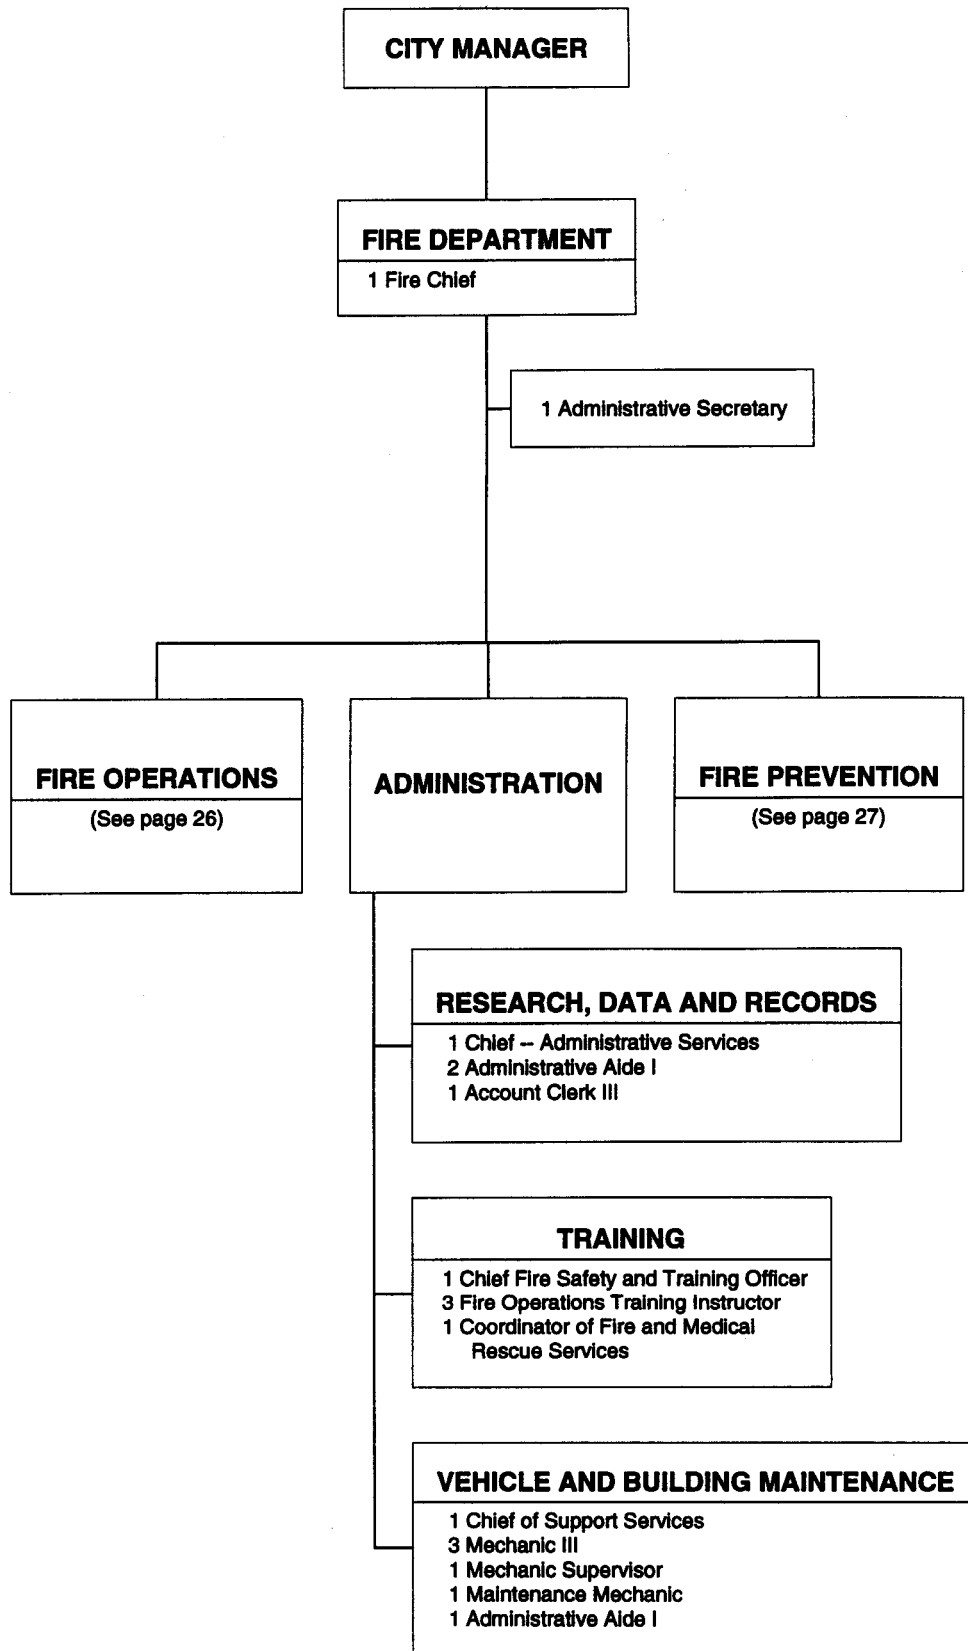 CITY MANAGER
FIRE DEPARTMENT
1 Fire Chief
1 Administrative Secretary
FIRE OPERATIONS
(See page 26)
ADMINISTRATION
FIRE PREVENTION
(See page 27)
RESEARCH, DATA AND RECORDS
1 Chief -- Administrative Services
2 Administrative Aide I
1 Account Clerk III
TRAINING
1 Chief Fire Safety and Training Officer
3 Fire Operations Training Instructor
1 Coordinator of Fire and Medical
Rescue Services
VEHICLE AND BUILDING MAINTENANCE
1 Chief of Support Services
3 Mechanic III
1 Mechanic Supervisor
1 Maintenance Mechanic
1 Administrative Aide I